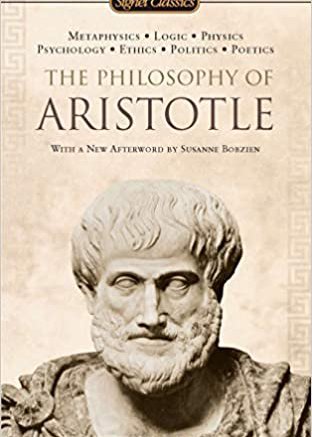 Signet Classics
METAPHYSICS • LOGIC • PHYSICS
PSYCHOLOGY • ETHICS • POLITICS • POETICS
THE PHILOSOPHY OF
ARISTOTLE
WITH A NEW AFTERWORD BY SUSANNE BOBZIEN